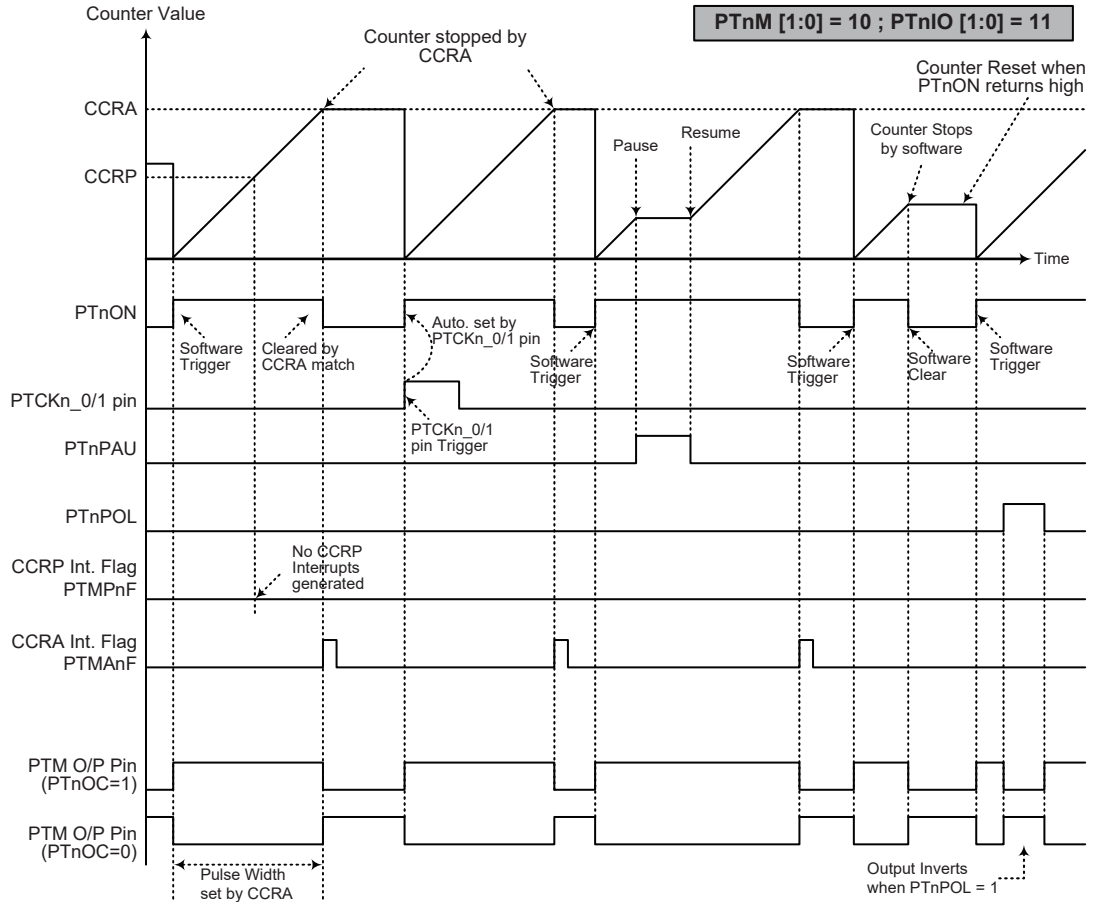 Counter Value
PTnM [1:0] = 10 ; PTnIO [1:0] = 11
Counter stopped by
CCRA
Counter Reset when
PTnON returns high
CCRA
Pause
Resume
Counter Stops
by software
CCRP
Time
PTnON
Software
Trigger
Cleared by
CCRA match
Auto. set by
PTCKn_0/1 pin
Software
Trigger
Software
Trigger
Software
Clear
Software
Trigger
PTCKn_0/1 pin
PTCKn_0/1
pin Trigger
PTnPAU
PTnPOL
CCRP Int. Flag
PTMPnF
No CCRP
Interrupts
generated
CCRA Int. Flag
PTMAnF
PTM O/P Pin
(PTnOC=1)
PTM O/P Pin
(PTnOC=0)
Pulse Width
set by CCRA
Output Inverts
when PTnPOL = 1